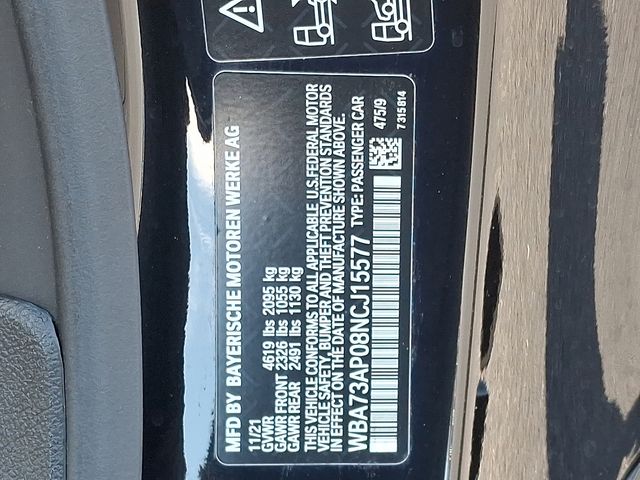 MFD BY BAYERISCHE MOTOREN WERKE AG
11/21
GVWR 4619 lbs 2095 kg
GAWR FRONT 2326 lbs 1055 kg
GAWR REAR 2491 lbs 1130 kg
THIS VEHICLE CONFORMS TO ALL APPLICABLE U.S.FEDERAL MOTOR
VEHICLE SAFETY, BUMPER AND THEFT PREVENTION STANDARDS
IN EFFECT ON THE DATE OF MANUFACTURE SHOWN ABOVE.
WBA73AP08NCJ15577 TYPE: PASSENGER CAR
475/9
7315814